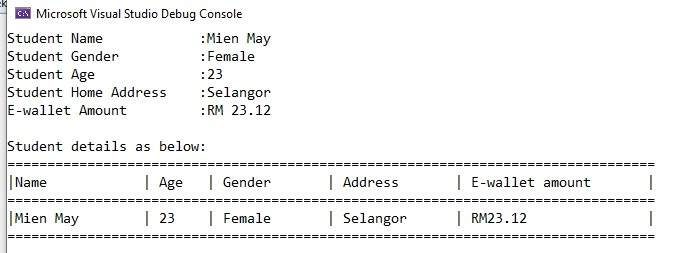 Microsoft Visual Studio Debug Console
Student Name            :Mien May
Student Gender          :Female
Student Age             :23
Student Home Address    :Selangor
E-wallet Amount         :RM 23.12
Student details as below:
=================================================================================
|Name            | Age   | Gender       | Address       | E-wallet amount       |
=================================================================================
|Mien May        | 23    | Female       | Selangor      | RM23.12               |
=================================================================================